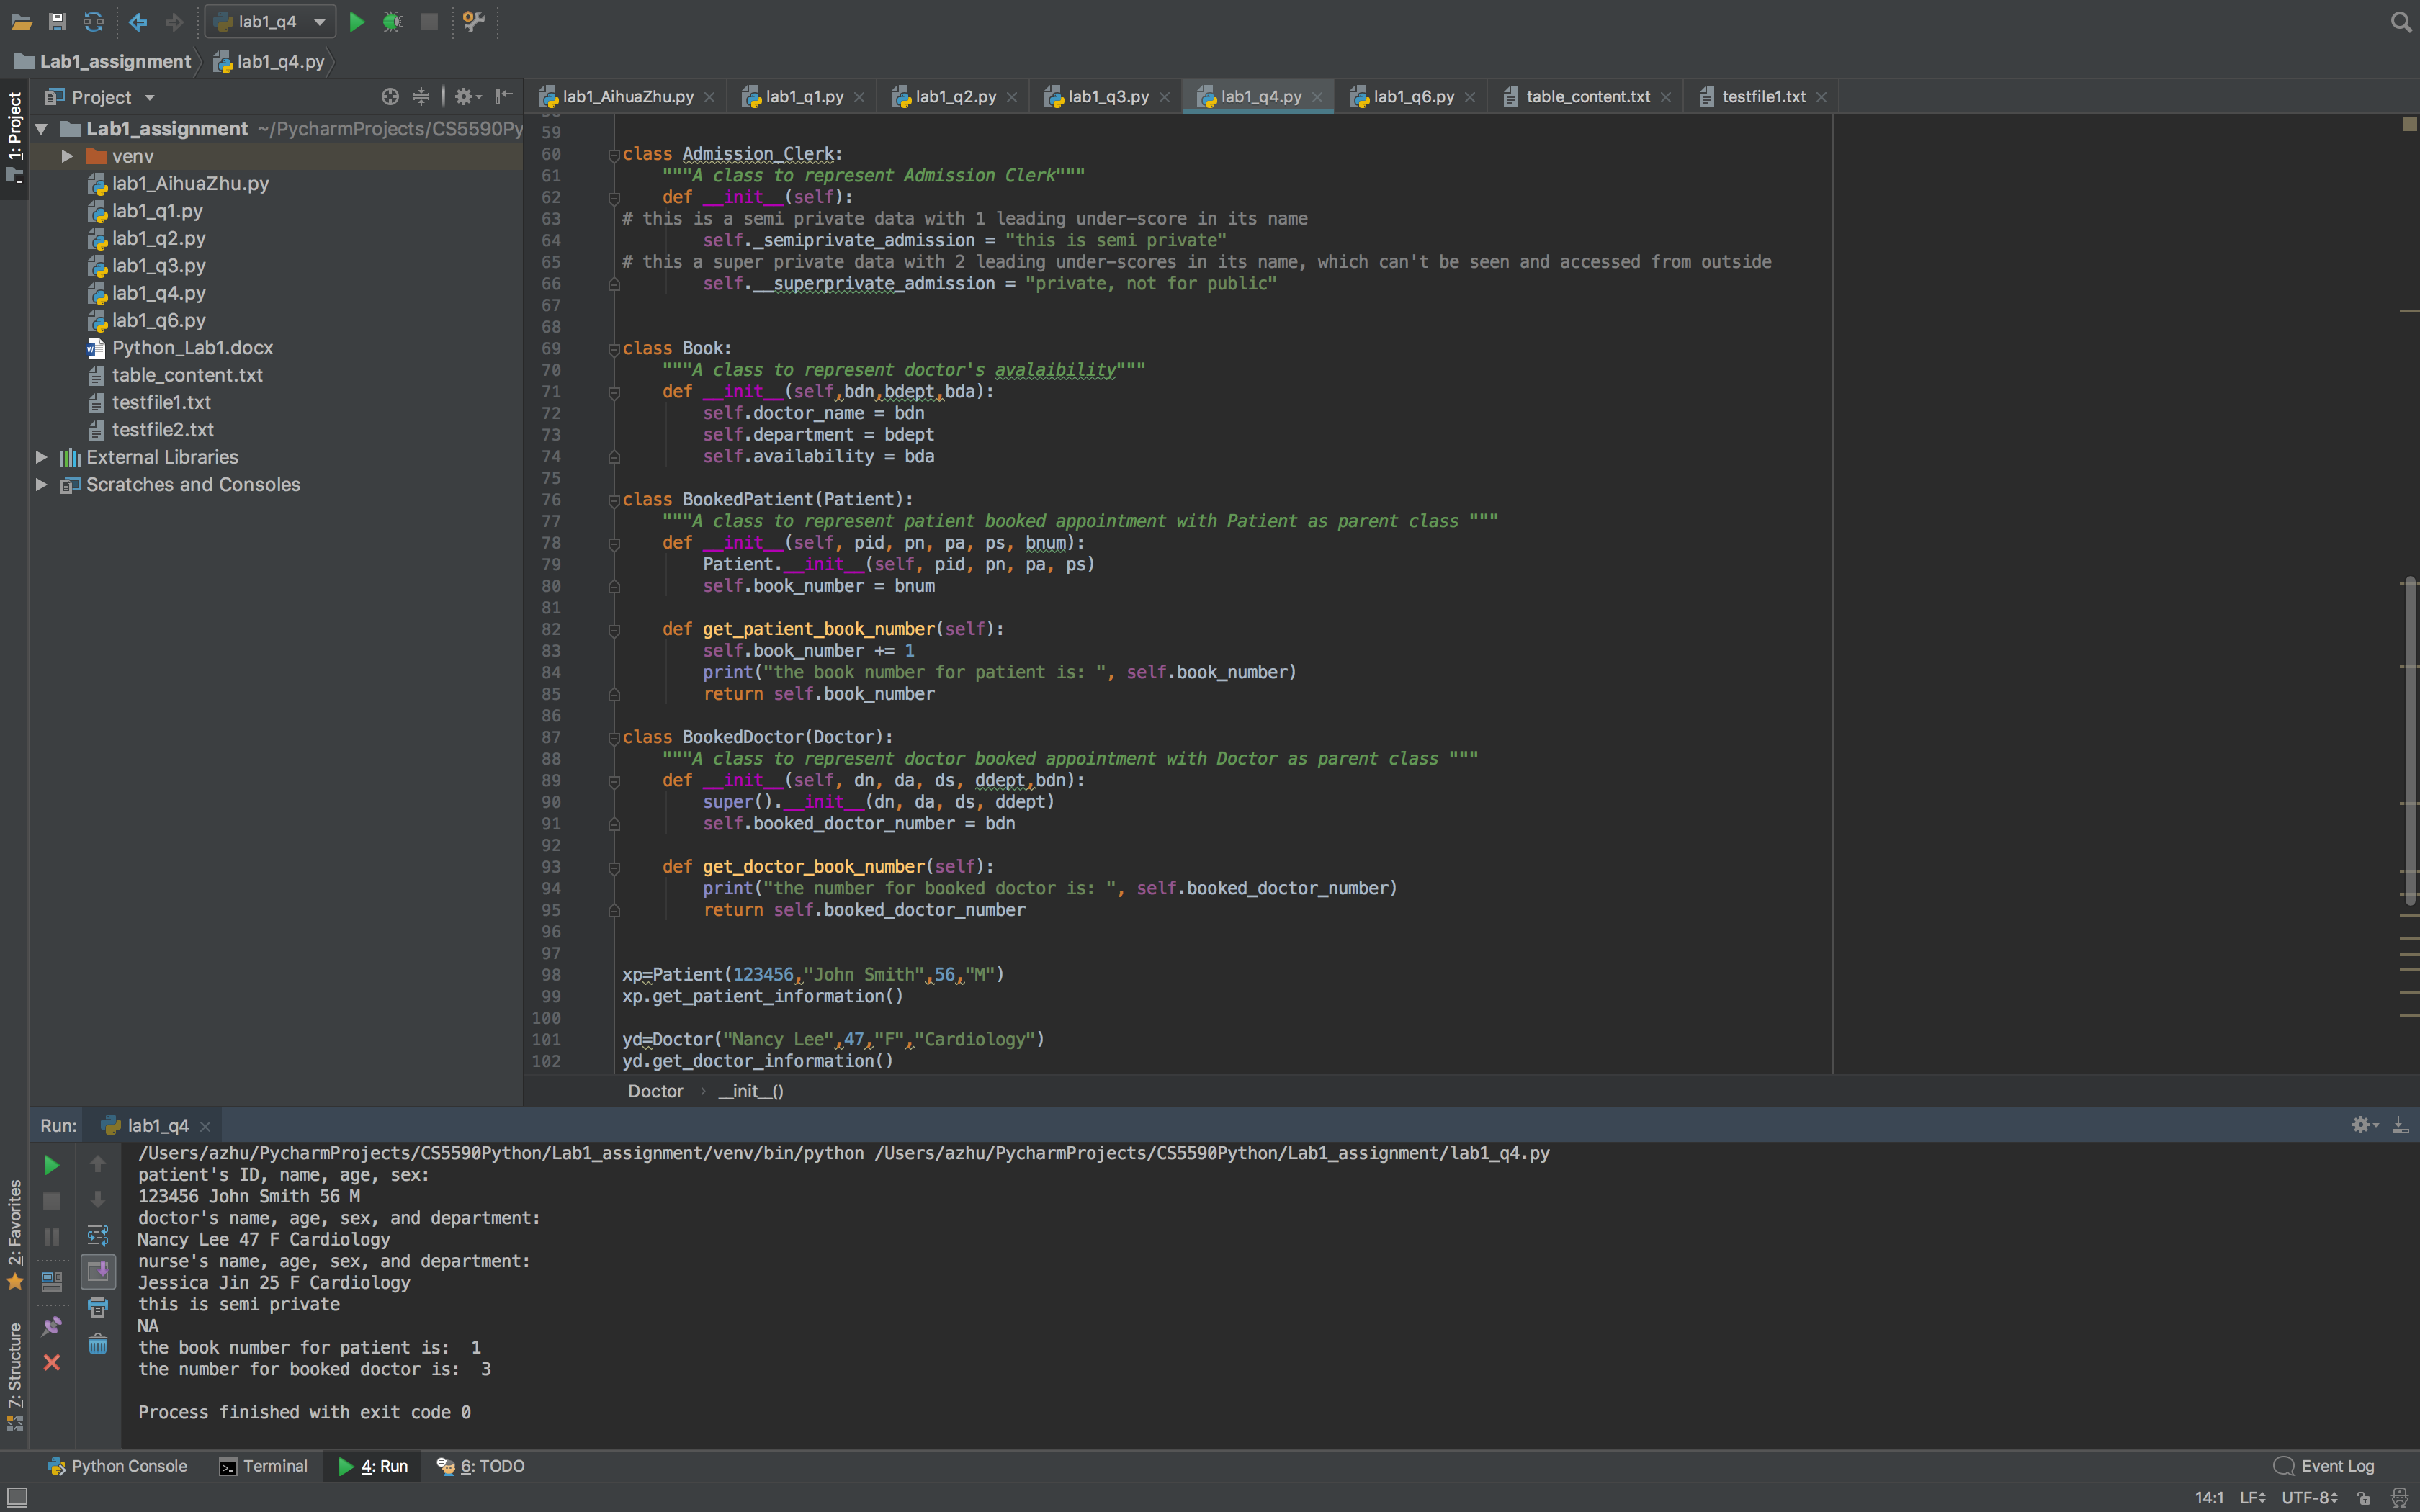 lab1_q4
Lab1_assignment
lab1_q4.py
1: Project
Project
lab1_AihuaZhu.py
lab1_q1.py
lab1_q2.py
lab1_q3.py
lab1_q4.py
lab1_q6.py
table_content.txt
testfile1.txt
Lab1_assignment ~/PycharmProjects/CS5590Py
venv
lab1_AihuaZhu.py
lab1_q1.py
lab1_q2.py
lab1_q3.py
lab1_q4.py
lab1_q6.py
Python_Lab1.docx
table_content.txt
testfile1.txt
testfile2.txt
External Libraries
Scratches and Consoles
59
60 class Admission_Clerk:
61 """A class to represent Admission Clerk"""
62 def __init__(self):
63 # this is a semi private data with 1 leading under-score in its name
64 self._semiprivate_admission = "this is semi private"
65 # this a super private data with 2 leading under-scores in its name, which can't be seen and accessed from outside
66 self.__superprivate_admission = "private, not for public"
67
68
69 class Book:
70 """A class to represent doctor's avalaibility"""
71 def __init__(self,bdn,bdept,bda):
72 self.doctor_name = bdn
73 self.department = bdept
74 self.availability = bda
75
76 class BookedPatient(Patient):
77 """A class to represent patient booked appointment with Patient as parent class """
78 def __init__(self, pid, pn, pa, ps, bnum):
79 Patient.__init__(self, pid, pn, pa, ps)
80 self.book_number = bnum
81
82 def get_patient_book_number(self):
83 self.book_number += 1
84 print("the book number for patient is: ", self.book_number)
85 return self.book_number
86
87 class BookedDoctor(Doctor):
88 """A class to represent doctor booked appointment with Doctor as parent class """
89 def __init__(self, dn, da, ds, ddept,bdn):
90 super().__init__(dn, da, ds, ddept)
91 self.booked_doctor_number = bdn
92
93 def get_doctor_book_number(self):
94 print("the number for booked doctor is: ", self.booked_doctor_number)
95 return self.booked_doctor_number
96
97
98 xp=Patient(123456,"John Smith",56,"M")
99 xp.get_patient_information()
100
101 yd=Doctor("Nancy Lee",47,"F","Cardiology")
102 yd.get_doctor_information()
Doctor › __init__()
Run: lab1_q4
/Users/azhu/PycharmProjects/CS5590Python/Lab1_assignment/venv/bin/python /Users/azhu/PycharmProjects/CS5590Python/Lab1_assignment/lab1_q4.py
patient's ID, name, age, sex:
123456 John Smith 56 M
doctor's name, age, sex, and department:
Nancy Lee 47 F Cardiology
nurse's name, age, sex, and department:
Jessica Jin 25 F Cardiology
this is semi private
NA
the book number for patient is:  1
the number for booked doctor is:  3
Process finished with exit code 0
2: Favorites
7: Structure
Python Console
Terminal
4: Run
6: TODO
Event Log
14:1 LF UTF-8